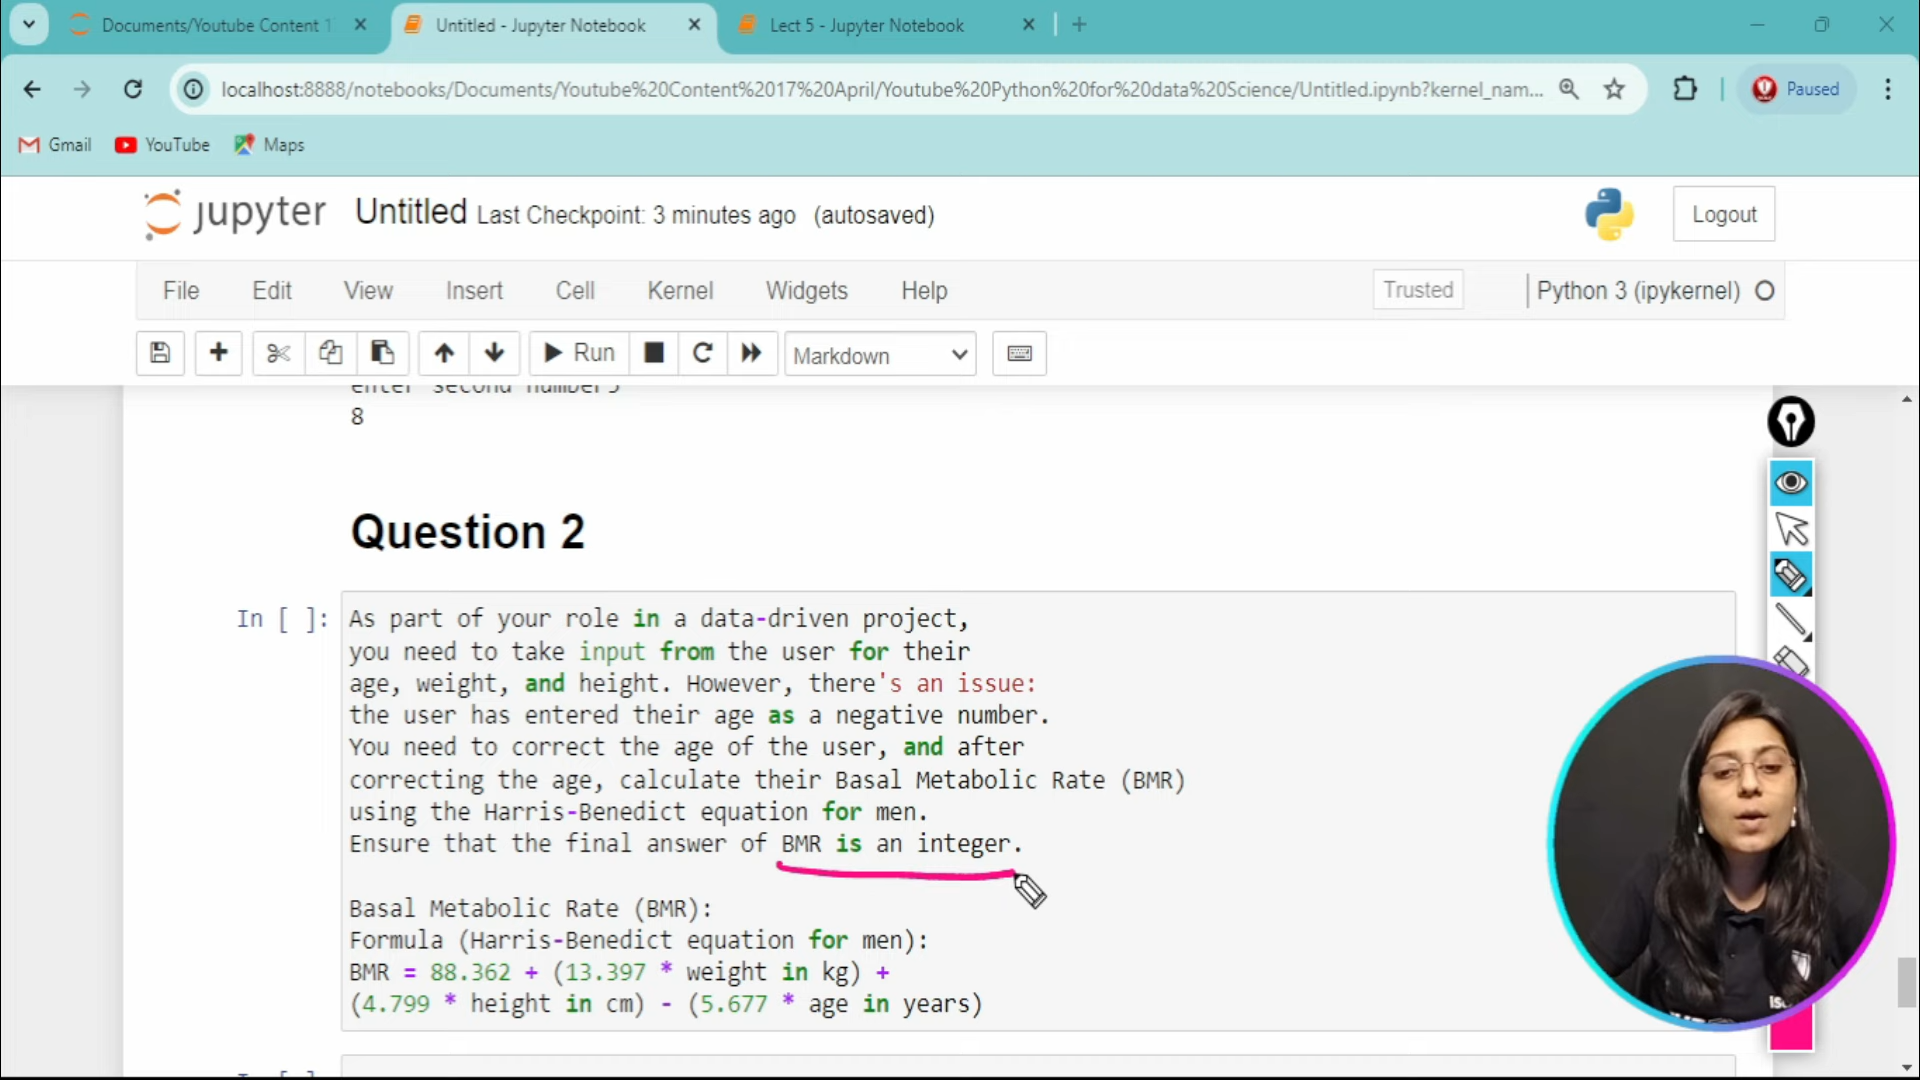 Documents/Youtube Content 1
Untitled - Jupyter Notebook
Lect 5 - Jupyter Notebook
localhost:8888/notebooks/Documents/Youtube%20Content%2017%20April/Youtube%20Python%20for%20data%20Science/Untitled.ipynb?kernel_nam...
Paused
Gmail
YouTube
Maps
jupyter Untitled Last Checkpoint: 3 minutes ago (autosaved)
Logout
File Edit View Insert Cell Kernel Widgets Help
Trusted
Python 3 (ipykernel)
Run
Markdown
enter second number5
8
Question 2
In [ ]:
As part of your role in a data-driven project,
you need to take input from the user for their
age, weight, and height. However, there's an issue:
the user has entered their age as a negative number.
You need to correct the age of the user, and after
correcting the age, calculate their Basal Metabolic Rate (BMR)
using the Harris-Benedict equation for men.
Ensure that the final answer of BMR is an integer.
Basal Metabolic Rate (BMR):
Formula (Harris-Benedict equation for men):
BMR = 88.362 + (13.397 * weight in kg) +
(4.799 * height in cm) - (5.677 * age in years)
In [ ]: